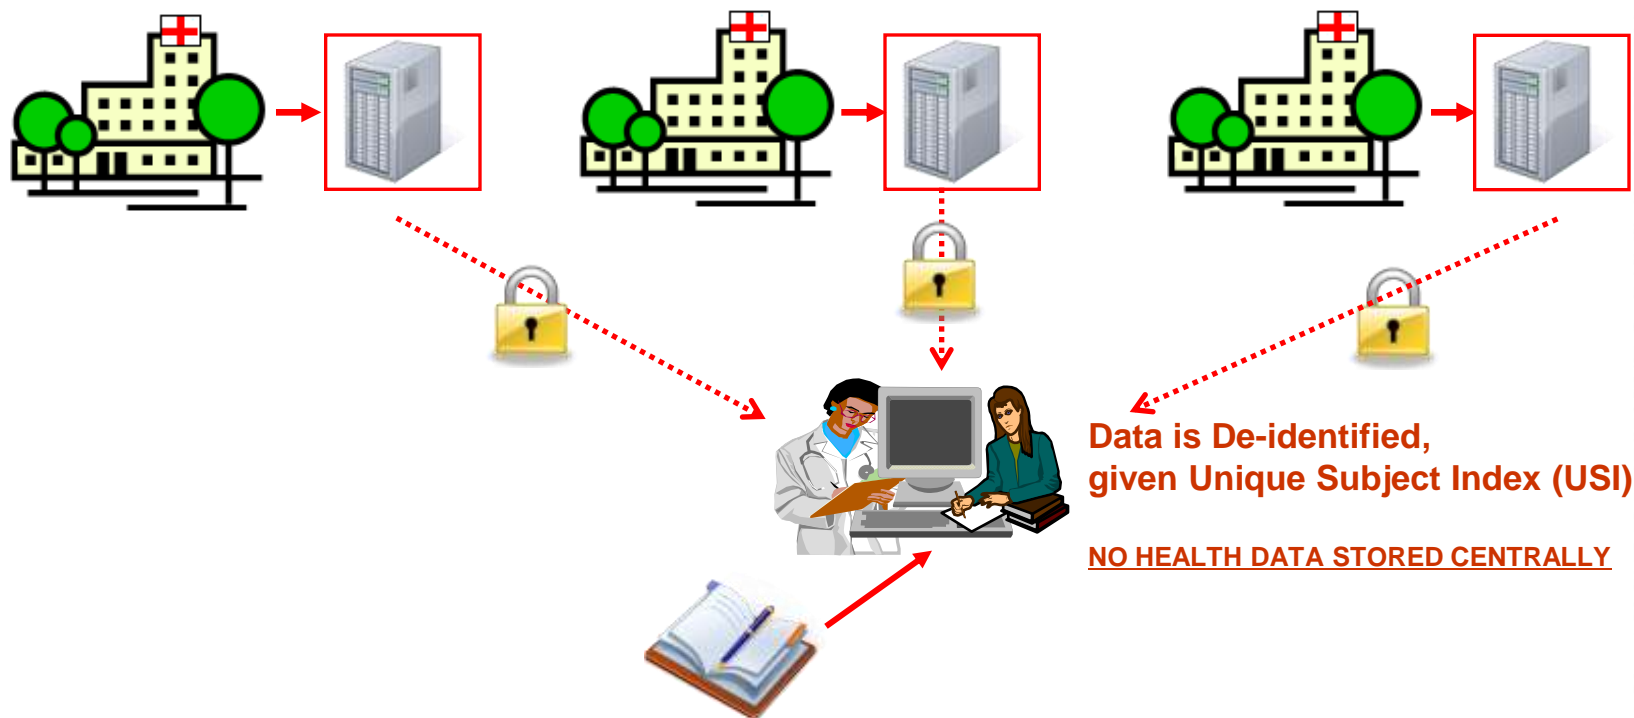 Data is De-identified,
given Unique Subject Index (USI)
NO HEALTH DATA STORED CENTRALLY